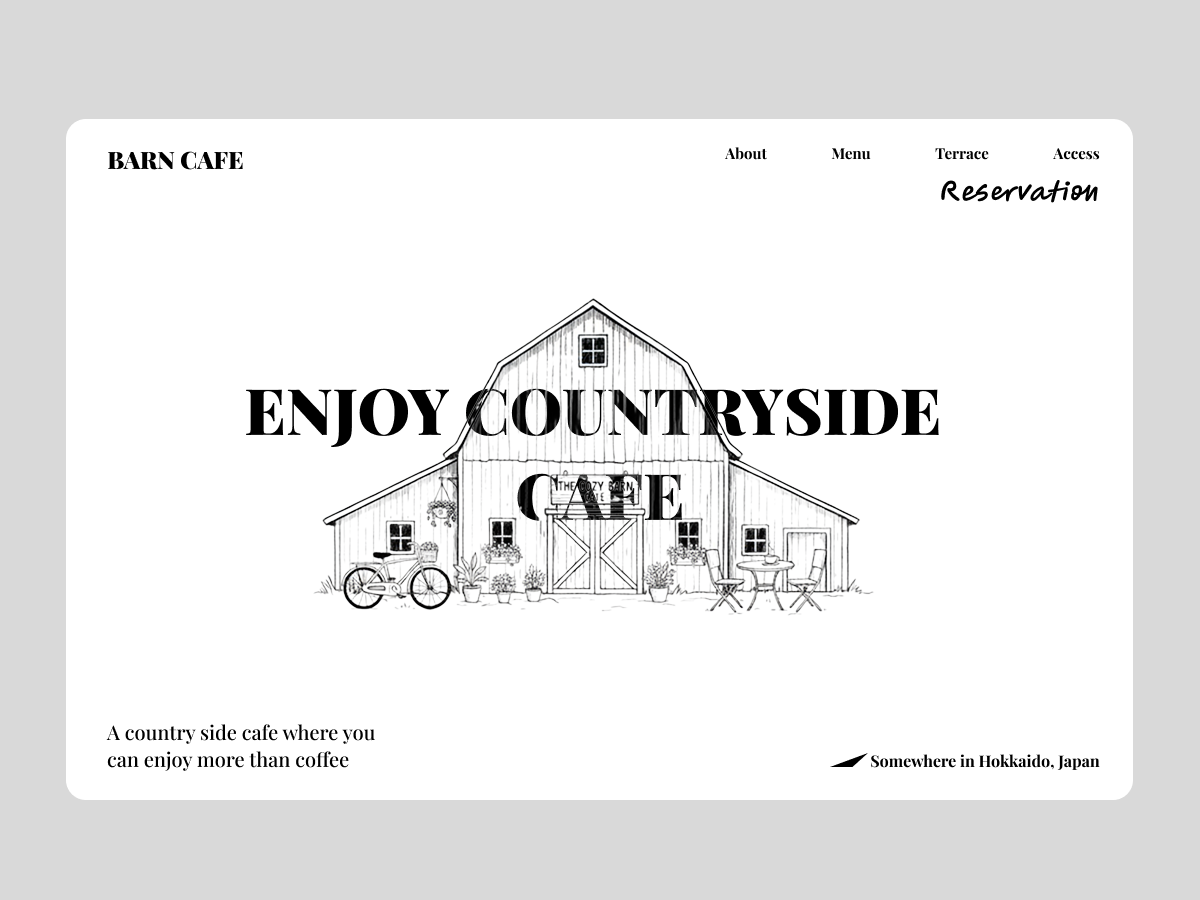 BARN CAFE
About Menu Terrace Access
Reservation
ENJOY COUNTRYSIDE
CAFE
THE COZY BARN
A country side cafe where you
can enjoy more than coffee
Somewhere in Hokkaido, Japan